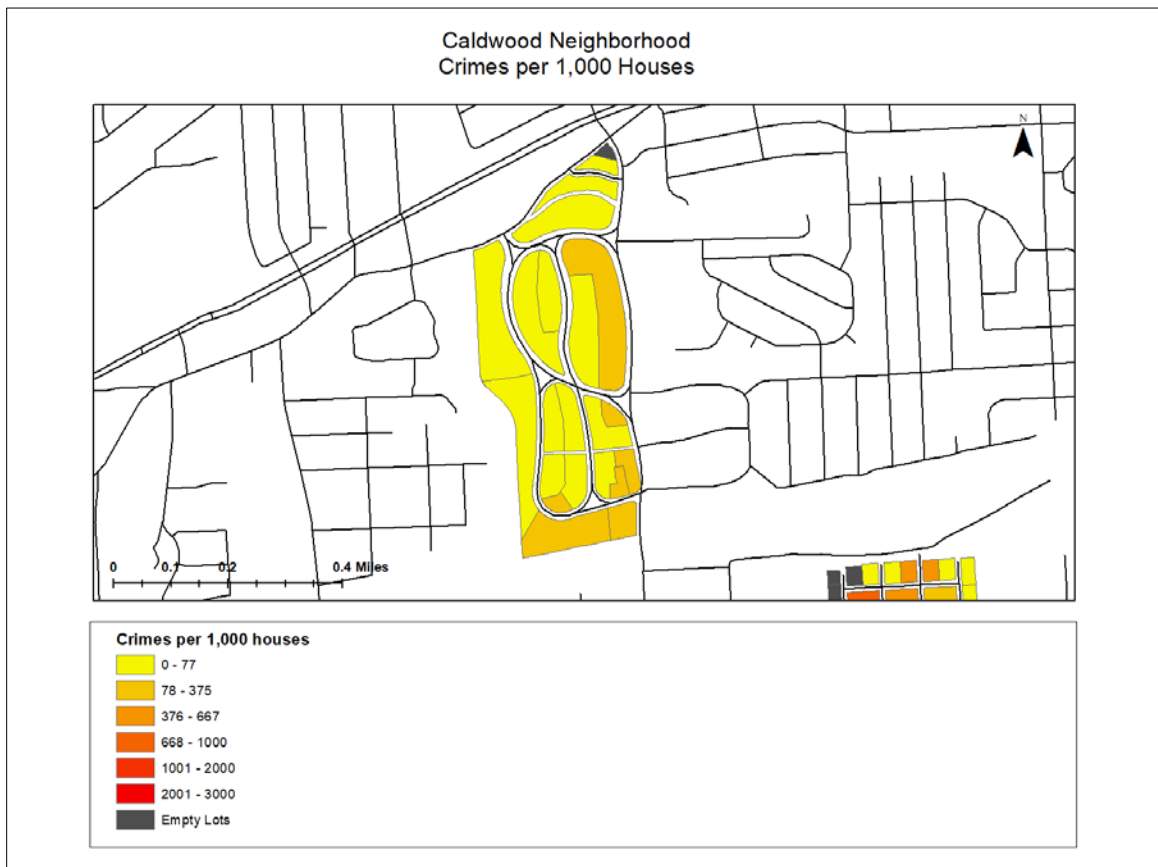 Caldwood Neighborhood
Crimes per 1,000 Houses
N
0 0.1 0.2 0.4 Miles
Crimes per 1,000 houses
0 - 77
78 - 375
376 - 667
668 - 1000
1001 - 2000
2001 - 3000
Empty Lots